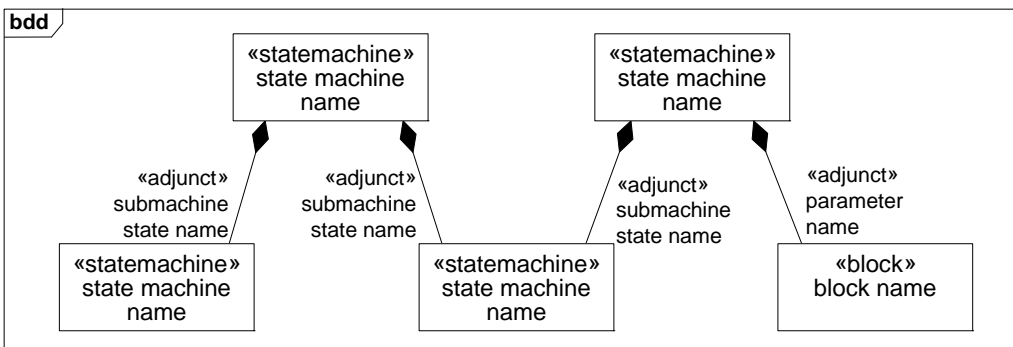 bdd
«statemachine»
state machine
name
«statemachine»
state machine
name
«adjunct»
submachine
state name
«adjunct»
submachine
state name
«adjunct»
submachine
state name
«adjunct»
parameter
name
«statemachine»
state machine
name
«statemachine»
state machine
name
«block»
block name